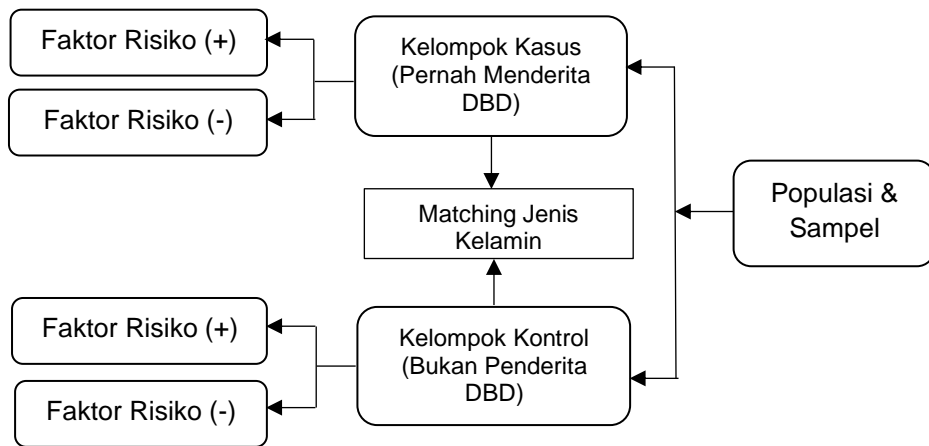 Faktor Risiko (+)
Faktor Risiko (-)
Kelompok Kasus
(Pernah Menderita
DBD)
Matching Jenis
Kelamin
Populasi &
Sampel
Faktor Risiko (+)
Faktor Risiko (-)
Kelompok Kontrol
(Bukan Penderita
DBD)